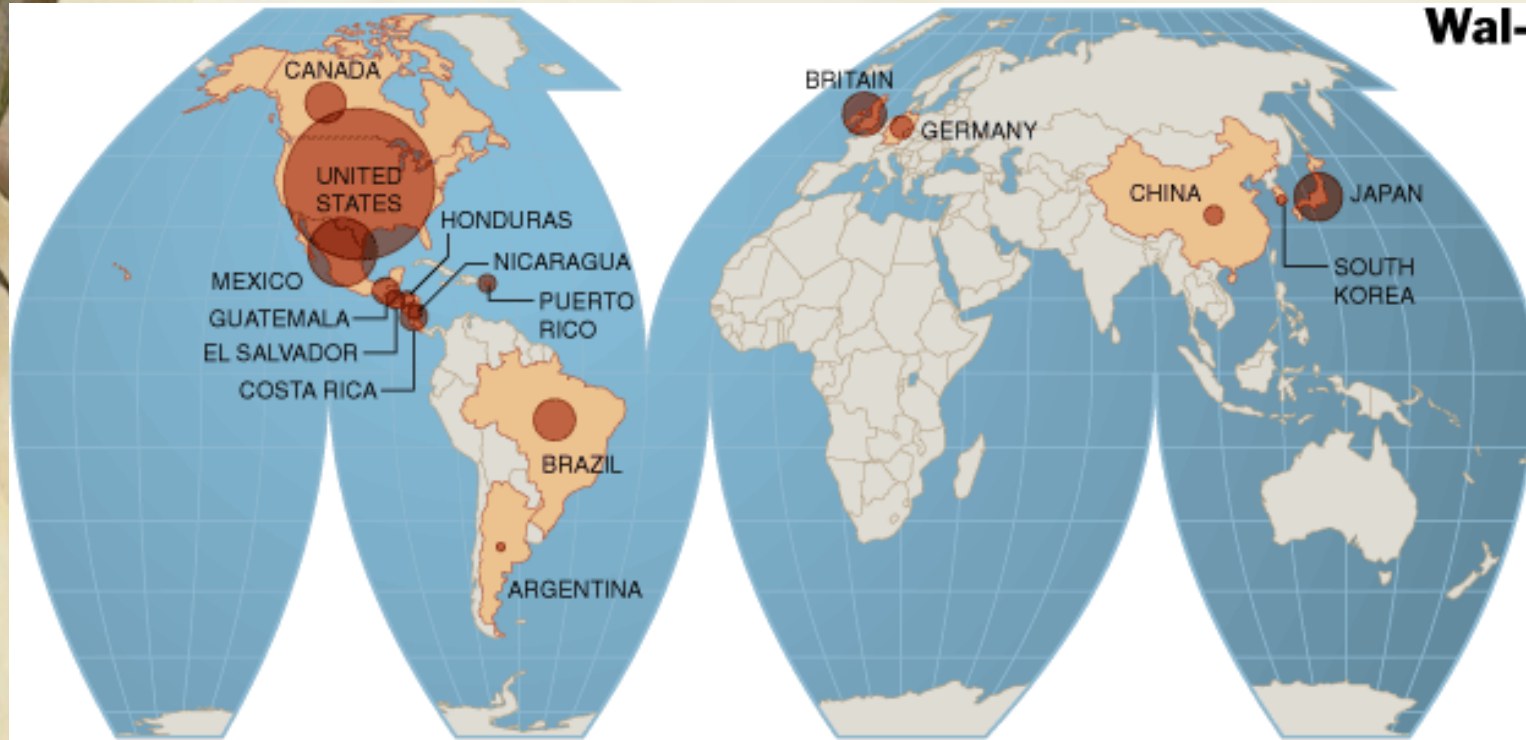 Wal-
CANADA
BRITAIN
GERMANY
UNITED
STATES
CHINA
JAPAN
HONDURAS
NICARAGUA
MEXICO
PUERTO
RICO
SOUTH
KOREA
GUATEMALA
EL SALVADOR
COSTA RICA
BRAZIL
ARGENTINA